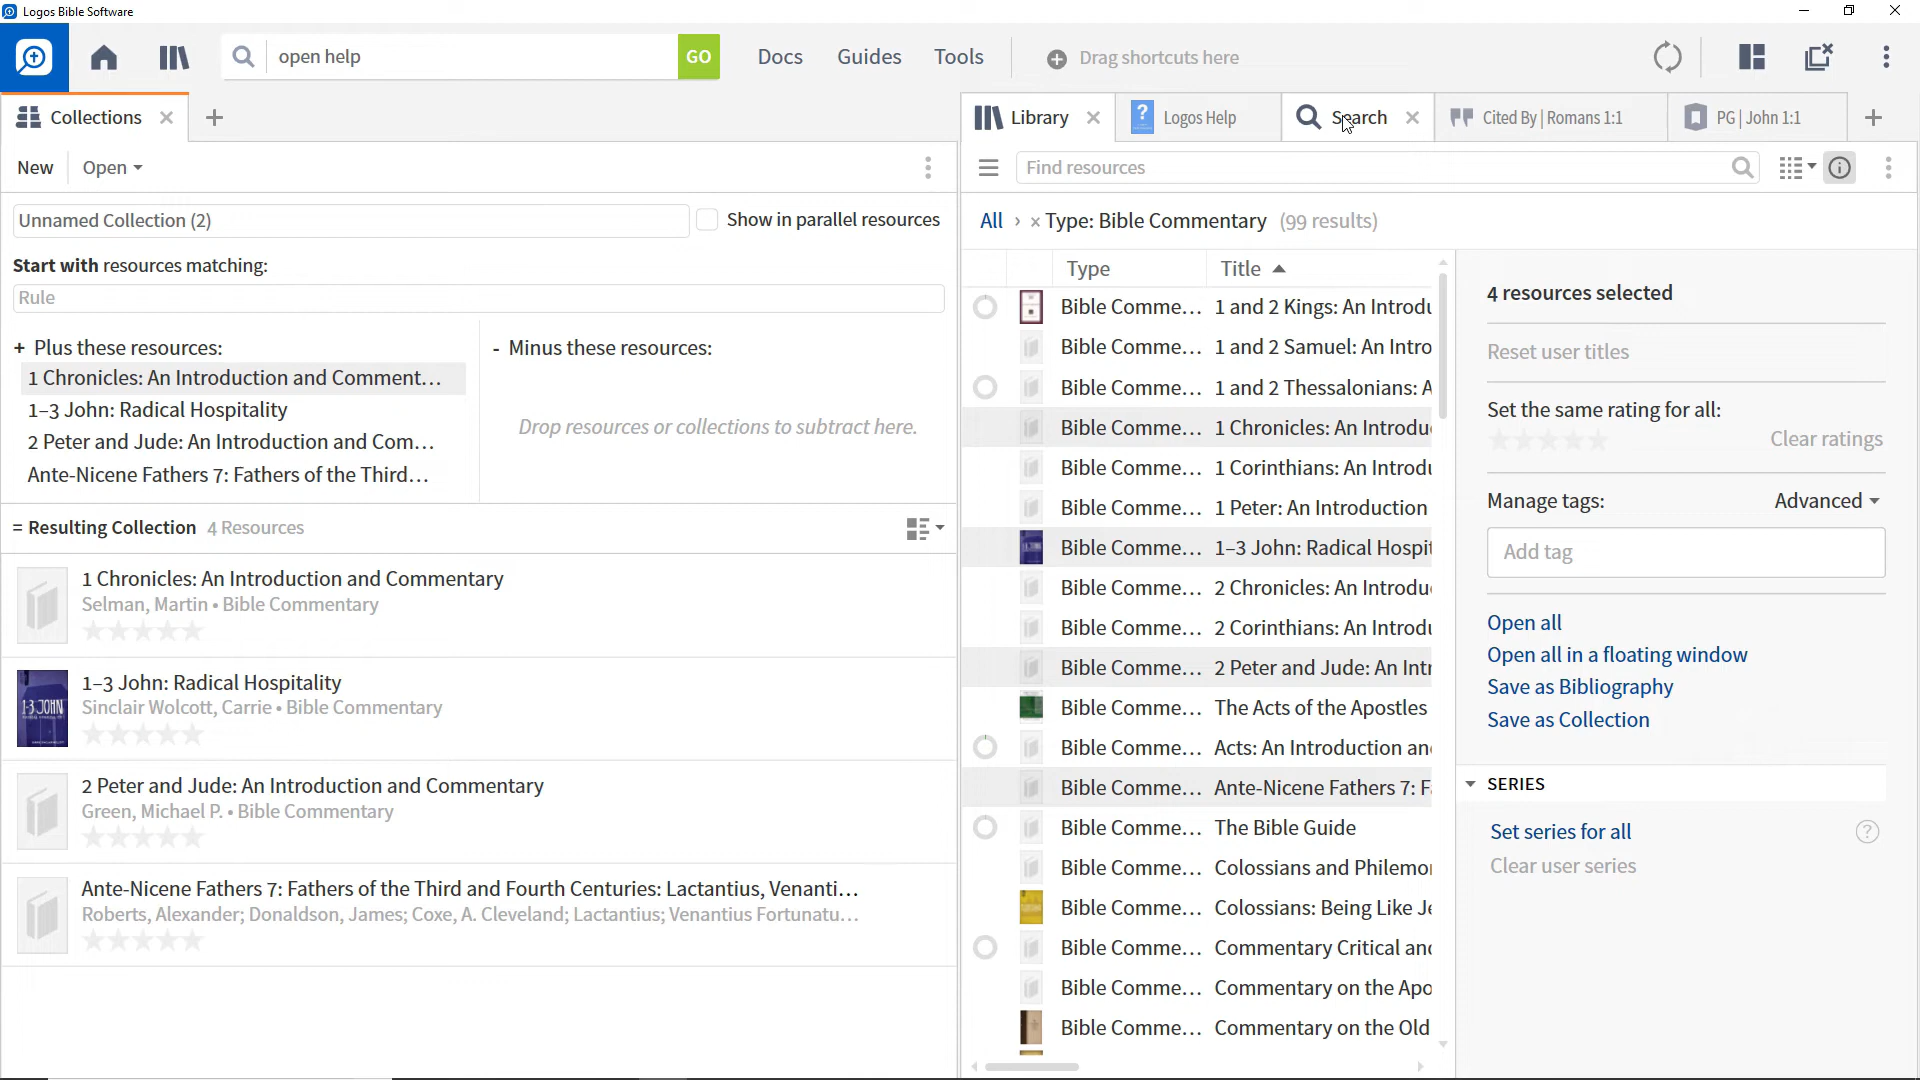 Logos Bible Software
open help
GO
Docs
Guides
Tools
Drag shortcuts here
Collections
Library
Logos Help
Search
Cited By | Romans 1:1
PG | John 1:1
New
Open
Unnamed Collection (2)
Show in parallel resources
Start with resources matching:
Rule
+ Plus these resources:
1 Chronicles: An Introduction and Comment...
1–3 John: Radical Hospitality
2 Peter and Jude: An Introduction and Com...
Ante-Nicene Fathers 7: Fathers of the Third...
- Minus these resources:
Drop resources or collections to subtract here.
= Resulting Collection 4 Resources
1 Chronicles: An Introduction and Commentary
Selman, Martin • Bible Commentary
1–3 John: Radical Hospitality
Sinclair Wolcott, Carrie • Bible Commentary
1-3 JOHN
2 Peter and Jude: An Introduction and Commentary
Green, Michael P. • Bible Commentary
Ante-Nicene Fathers 7: Fathers of the Third and Fourth Centuries: Lactantius, Venanti...
Roberts, Alexander; Donaldson, James; Coxe, A. Cleveland; Lactantius; Venantius Fortunatu...
Find resources
All › × Type: Bible Commentary (99 results)
Type Title
Bible Comme... 1 and 2 Kings: An Introdu
Bible Comme... 1 and 2 Samuel: An Intro
Bible Comme... 1 and 2 Thessalonians: A
Bible Comme... 1 Chronicles: An Introduc
Bible Comme... 1 Corinthians: An Introdu
Bible Comme... 1 Peter: An Introduction
Bible Comme... 1–3 John: Radical Hospit
Bible Comme... 2 Chronicles: An Introduc
Bible Comme... 2 Corinthians: An Introdu
Bible Comme... 2 Peter and Jude: An Intr
Bible Comme... The Acts of the Apostles
Bible Comme... Acts: An Introduction an
Bible Comme... Ante-Nicene Fathers 7: F
Bible Comme... The Bible Guide
Bible Comme... Colossians and Philemo
Bible Comme... Colossians: Being Like Je
Bible Comme... Commentary Critical an
Bible Comme... Commentary on the Apo
Bible Comme... Commentary on the Old
4 resources selected
Reset user titles
Set the same rating for all:
Clear ratings
Manage tags:
Advanced
Add tag
Open all
Open all in a floating window
Save as Bibliography
Save as Collection
SERIES
Set series for all
Clear user series